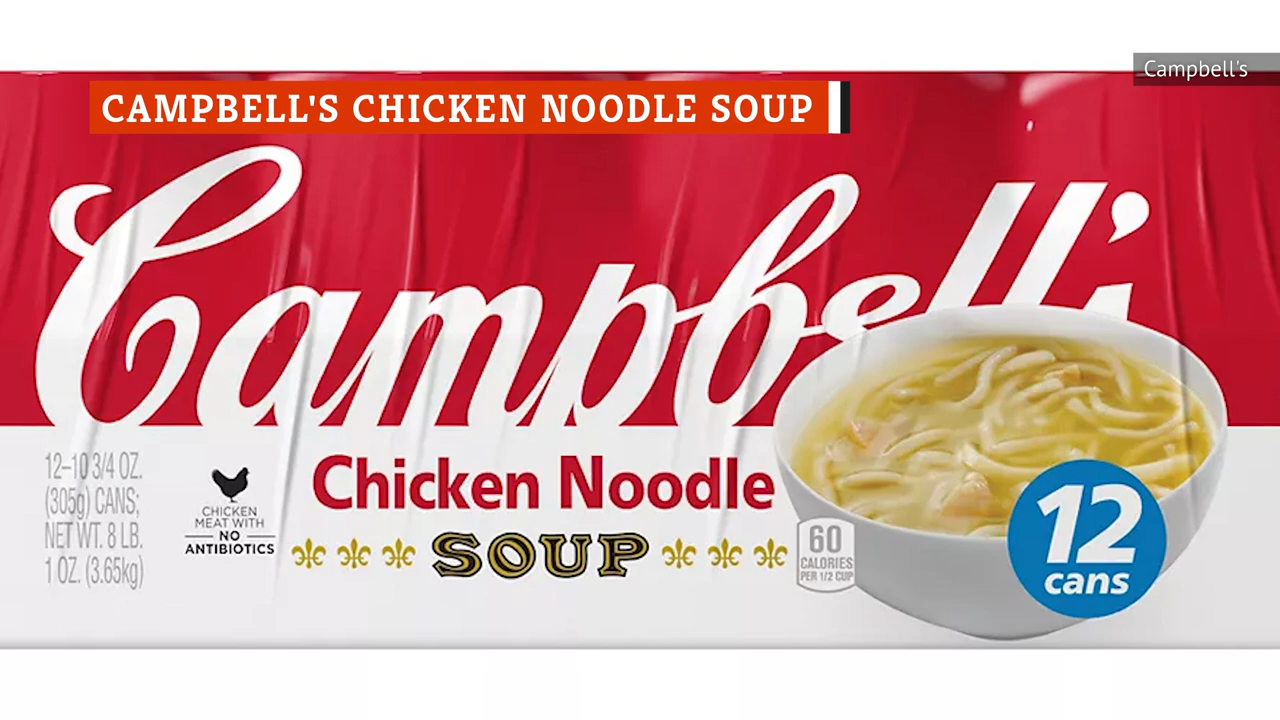 Campbell's
CAMPBELL'S CHICKEN NOODLE SOUP
Campbell's
12-10 3/4 OZ.
(305g) CANS;
NET WT. 8 LB.
1 OZ. (3.65kg)
CHICKEN
MEAT WITH
NO
ANTIBIOTICS
Chicken Noodle
SOUP
60
CALORIES
PER 1/2 CUP
12
cans